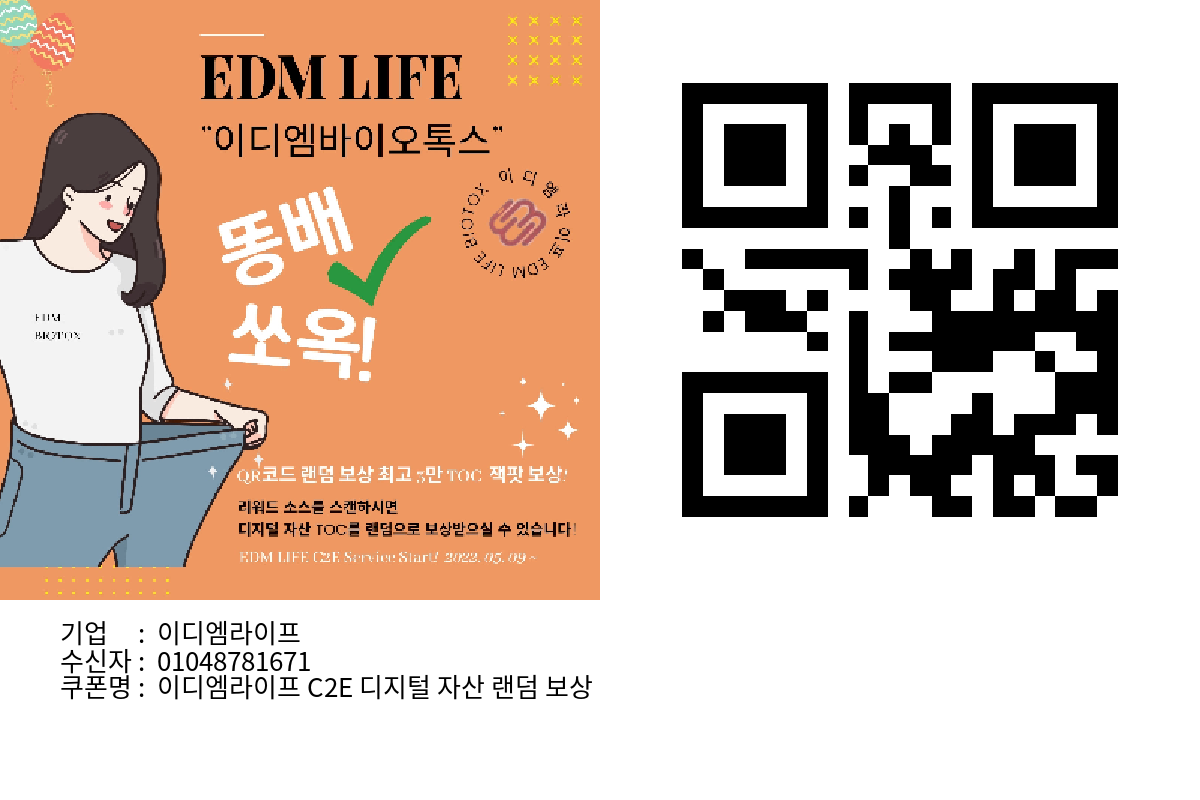 EDM LIFE
"이디엠바이오톡스"
이디엠라이프 EDM LIFE BIOTOX
똥배
쏘옥!
EDM
BIOTOX
QR코드 랜덤 보상 최고 5만 TOC 잭팟 보상!
리워드 소스를 스캔하시면
디지털 자산 TOC를 랜덤으로 보상받으실 수 있습니다!
EDM LIFE C2E Service Start! 2022. 05. 09 ~
기업 : 이디엠라이프
수신자 : 01048781671
쿠폰명 : 이디엠라이프 C2E 디지털 자산 랜덤 보상